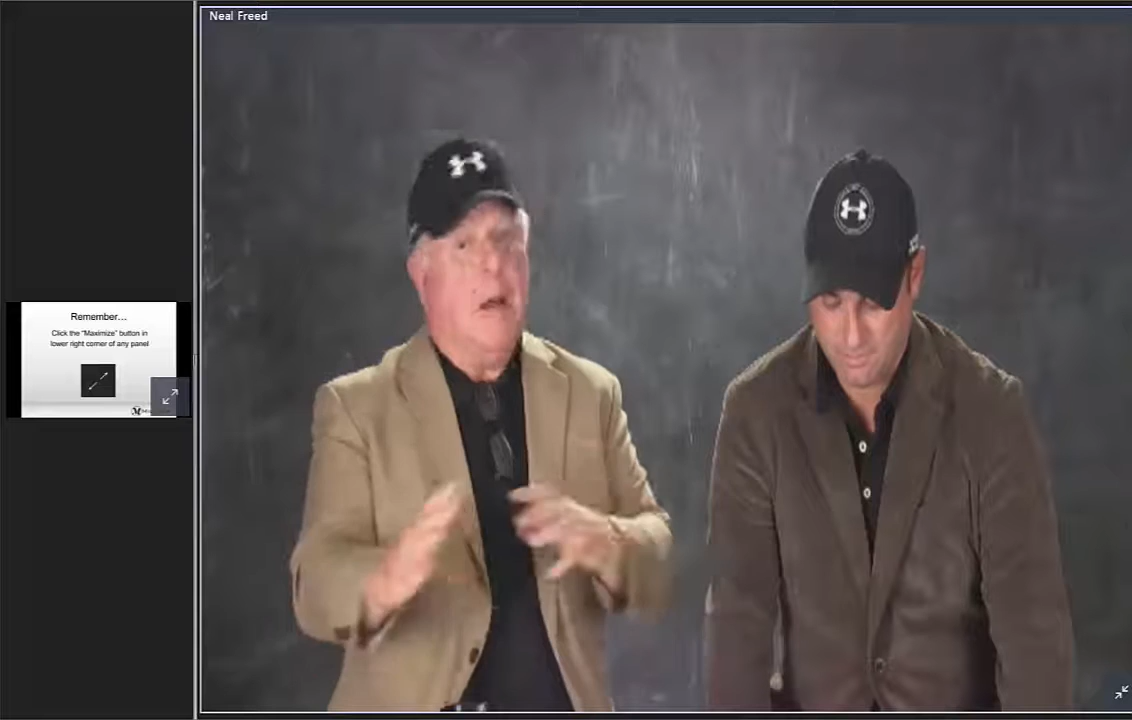 Neal Freed
Remember...
Click the "Maximize" button in
lower right corner of any panel